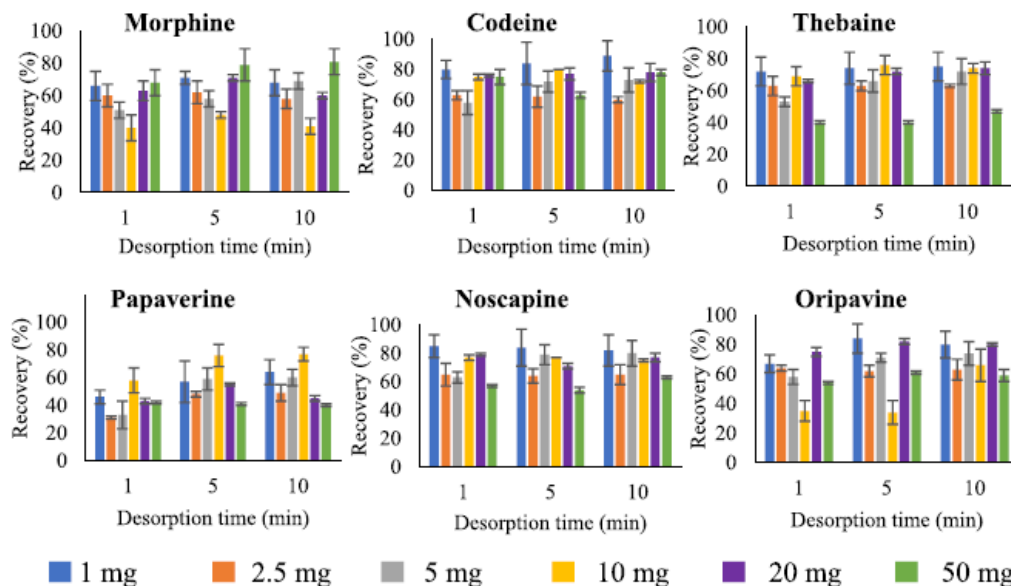 Morphine
Codeine
Thebaine
Recovery (%)
100
80
60
40
20
0
1
5
10
Desorption time (min)
Recovery (%)
100
80
60
40
20
0
1
5
10
Desorption time (min)
Recovery (%)
100
80
60
40
20
0
1
5
10
Desorption time (min)
Papaverine
Noscapine
Oripavine
Recovery (%)
100
80
60
40
20
0
1
5
10
Desorption time (min)
Recovery (%)
100
80
60
40
20
0
1
5
10
Desorption time (min)
Recovery (%)
100
80
60
40
20
0
1
5
10
Desorption time (min)
1 mg 2.5 mg 5 mg 10 mg 20 mg 50 mg